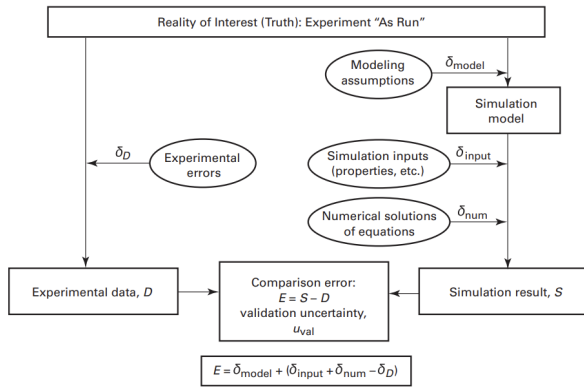 Reality of Interest (Truth): Experiment “As Run”
Modeling
assumptions
δmodel
Simulation
model
δD
Experimental
errors
Simulation inputs
(properties, etc.)
δinput
Numerical solutions
of equations
δnum
Experimental data, D
Comparison error:
E = S – D
validation uncertainty,
uval
Simulation result, S
E = δmodel + (δinput + δnum – δD)